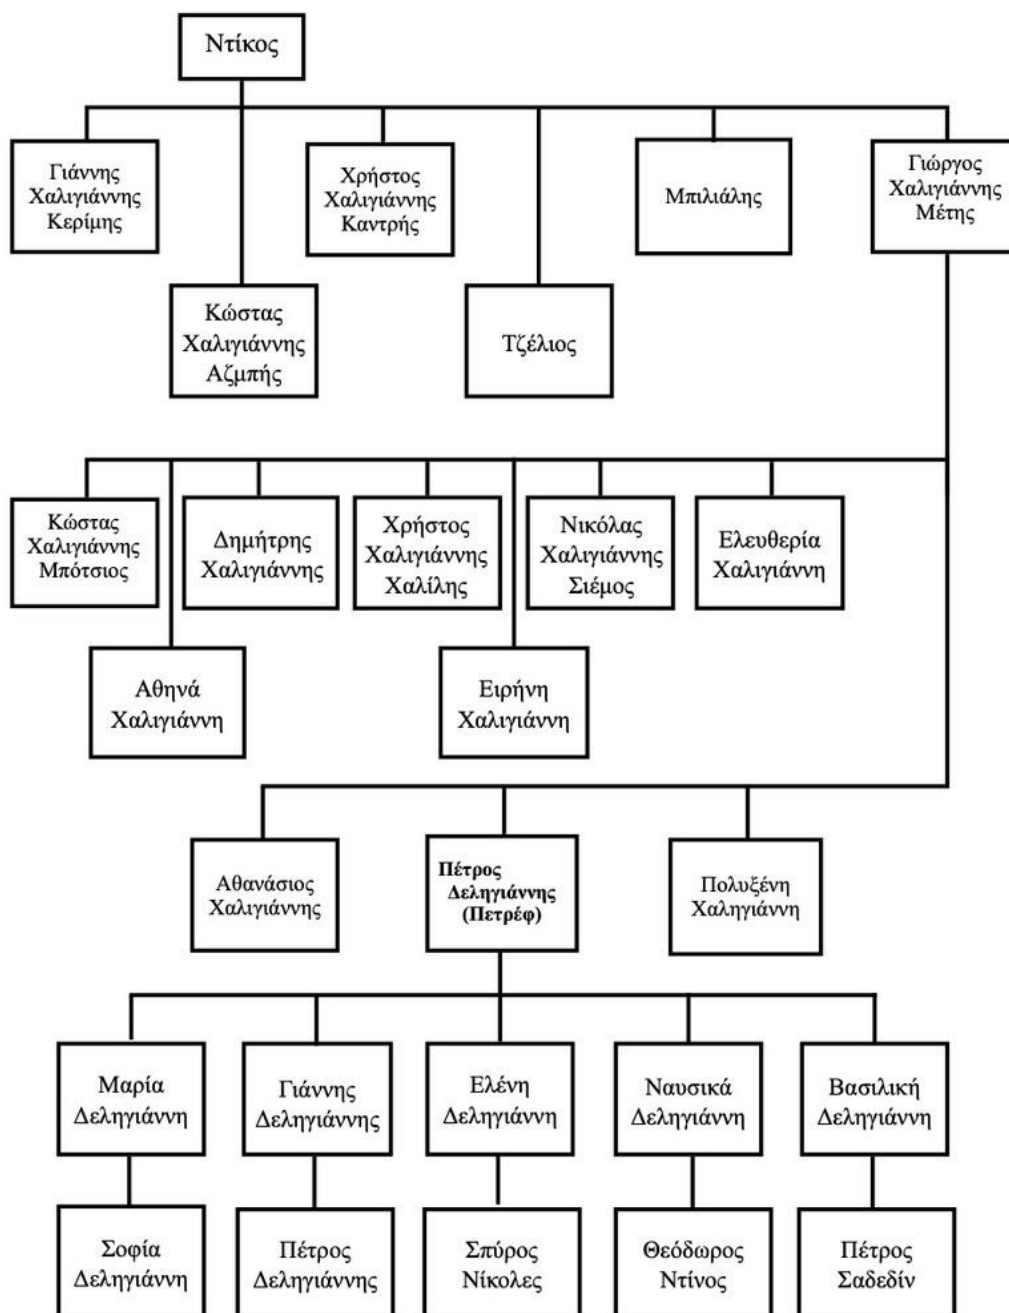 Ντίκος
Γιάννης
Χαλιγιάννης
Κερίμης
Χρήστος
Χαλιγιάννης
Καντρής
Μπιλιάλης
Γιώργος
Χαλιγιάννης
Μέτης
Κώστας
Χαλιγιάννης
Αζμπής
Τζέλιος
Κώστας
Χαλιγιάννης
Μπότσιος
Δημήτρης
Χαλιγιάννης
Χρήστος
Χαλιγιάννης
Χαλίλης
Νικόλας
Χαλιγιάννης
Σιέμος
Ελευθερία
Χαλιγιάννη
Αθηνά
Χαλιγιάννη
Ειρήνη
Χαλιγιάννη
Αθανάσιος
Χαλιγιάννης
Πέτρος
Δεληγιάννης
(Πετρέφ)
Πολυξένη
Χαληγιάννη
Μαρία
Δεληγιάννη
Γιάννης
Δεληγιάννης
Ελένη
Δεληγιάννη
Ναυσικά
Δεληγιάννη
Βασιλική
Δεληγιάννη
Σοφία
Δεληγιάννη
Πέτρος
Δεληγιάννης
Σπύρος
Νίκολες
Θεόδωρος
Ντίνος
Πέτρος
Σαδεδίν